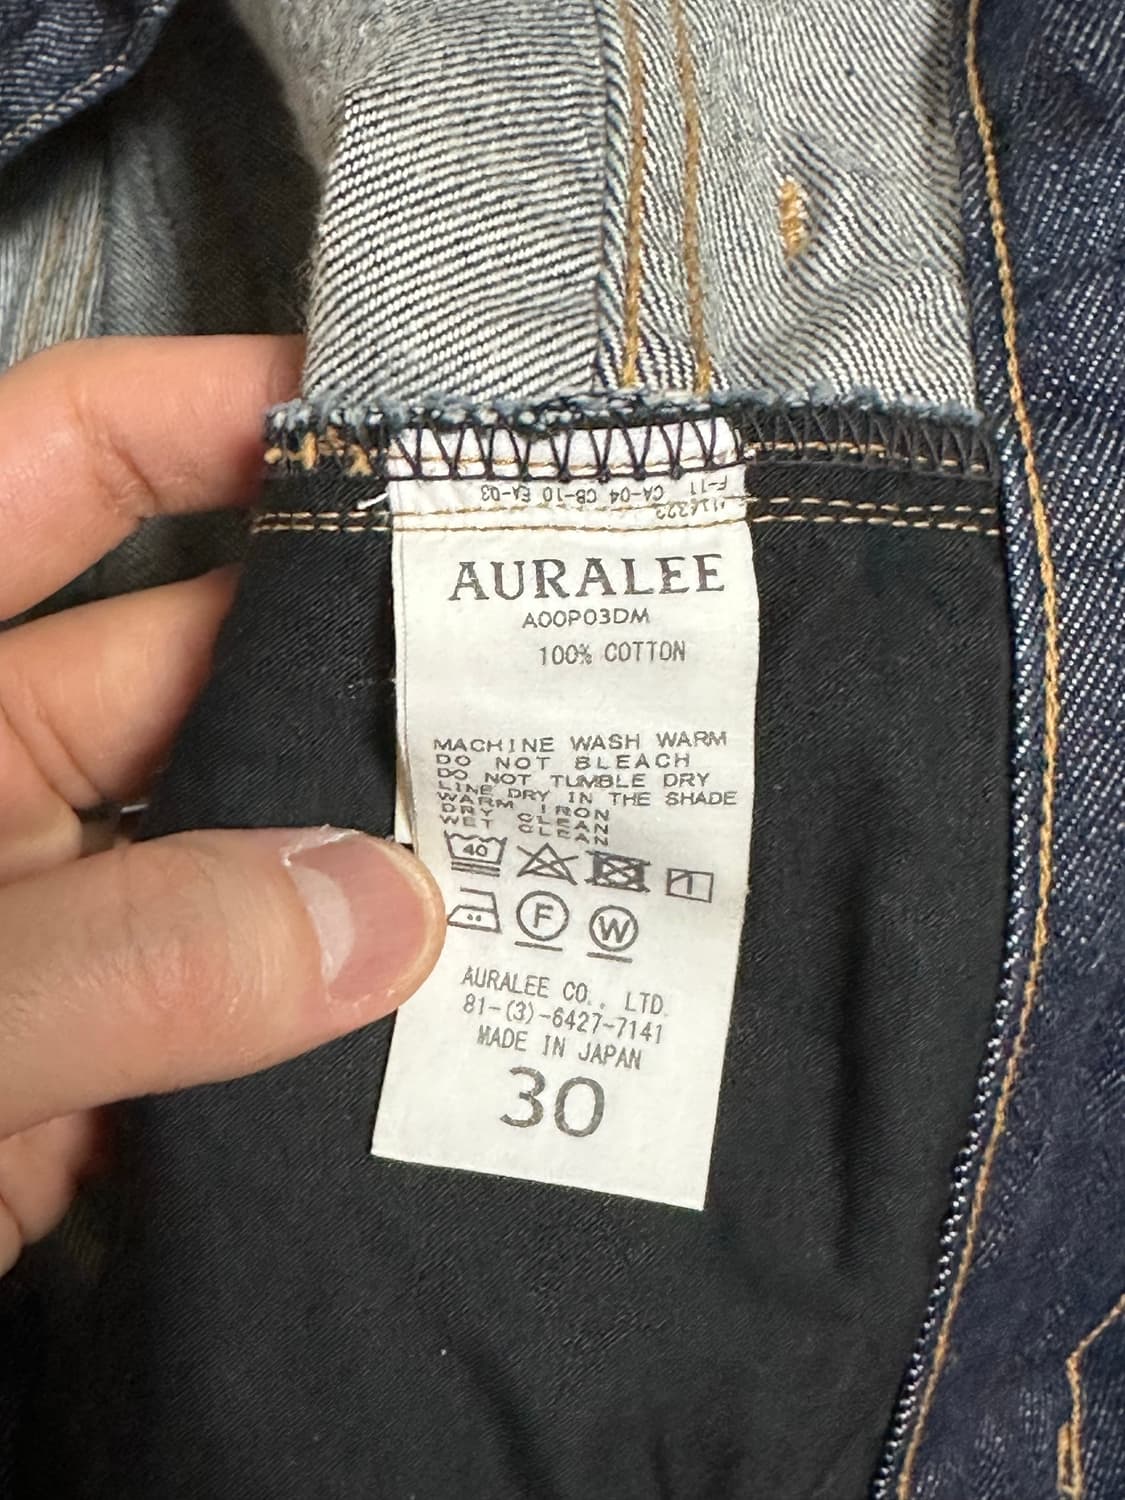 F-11 CA-04 CB-10 EA-03
AURALEE
A00P03DM
100% COTTON
MACHINE WASH WARM
DO NOT BLEACH
DO NOT TUMBLE DRY
LINE DRY IN THE SHADE
WARM IRON
DRY CLEAN
WET CLEAN
40
F
W
AURALEE CO., LTD.
81-(3)-6427-7141
MADE IN JAPAN
30